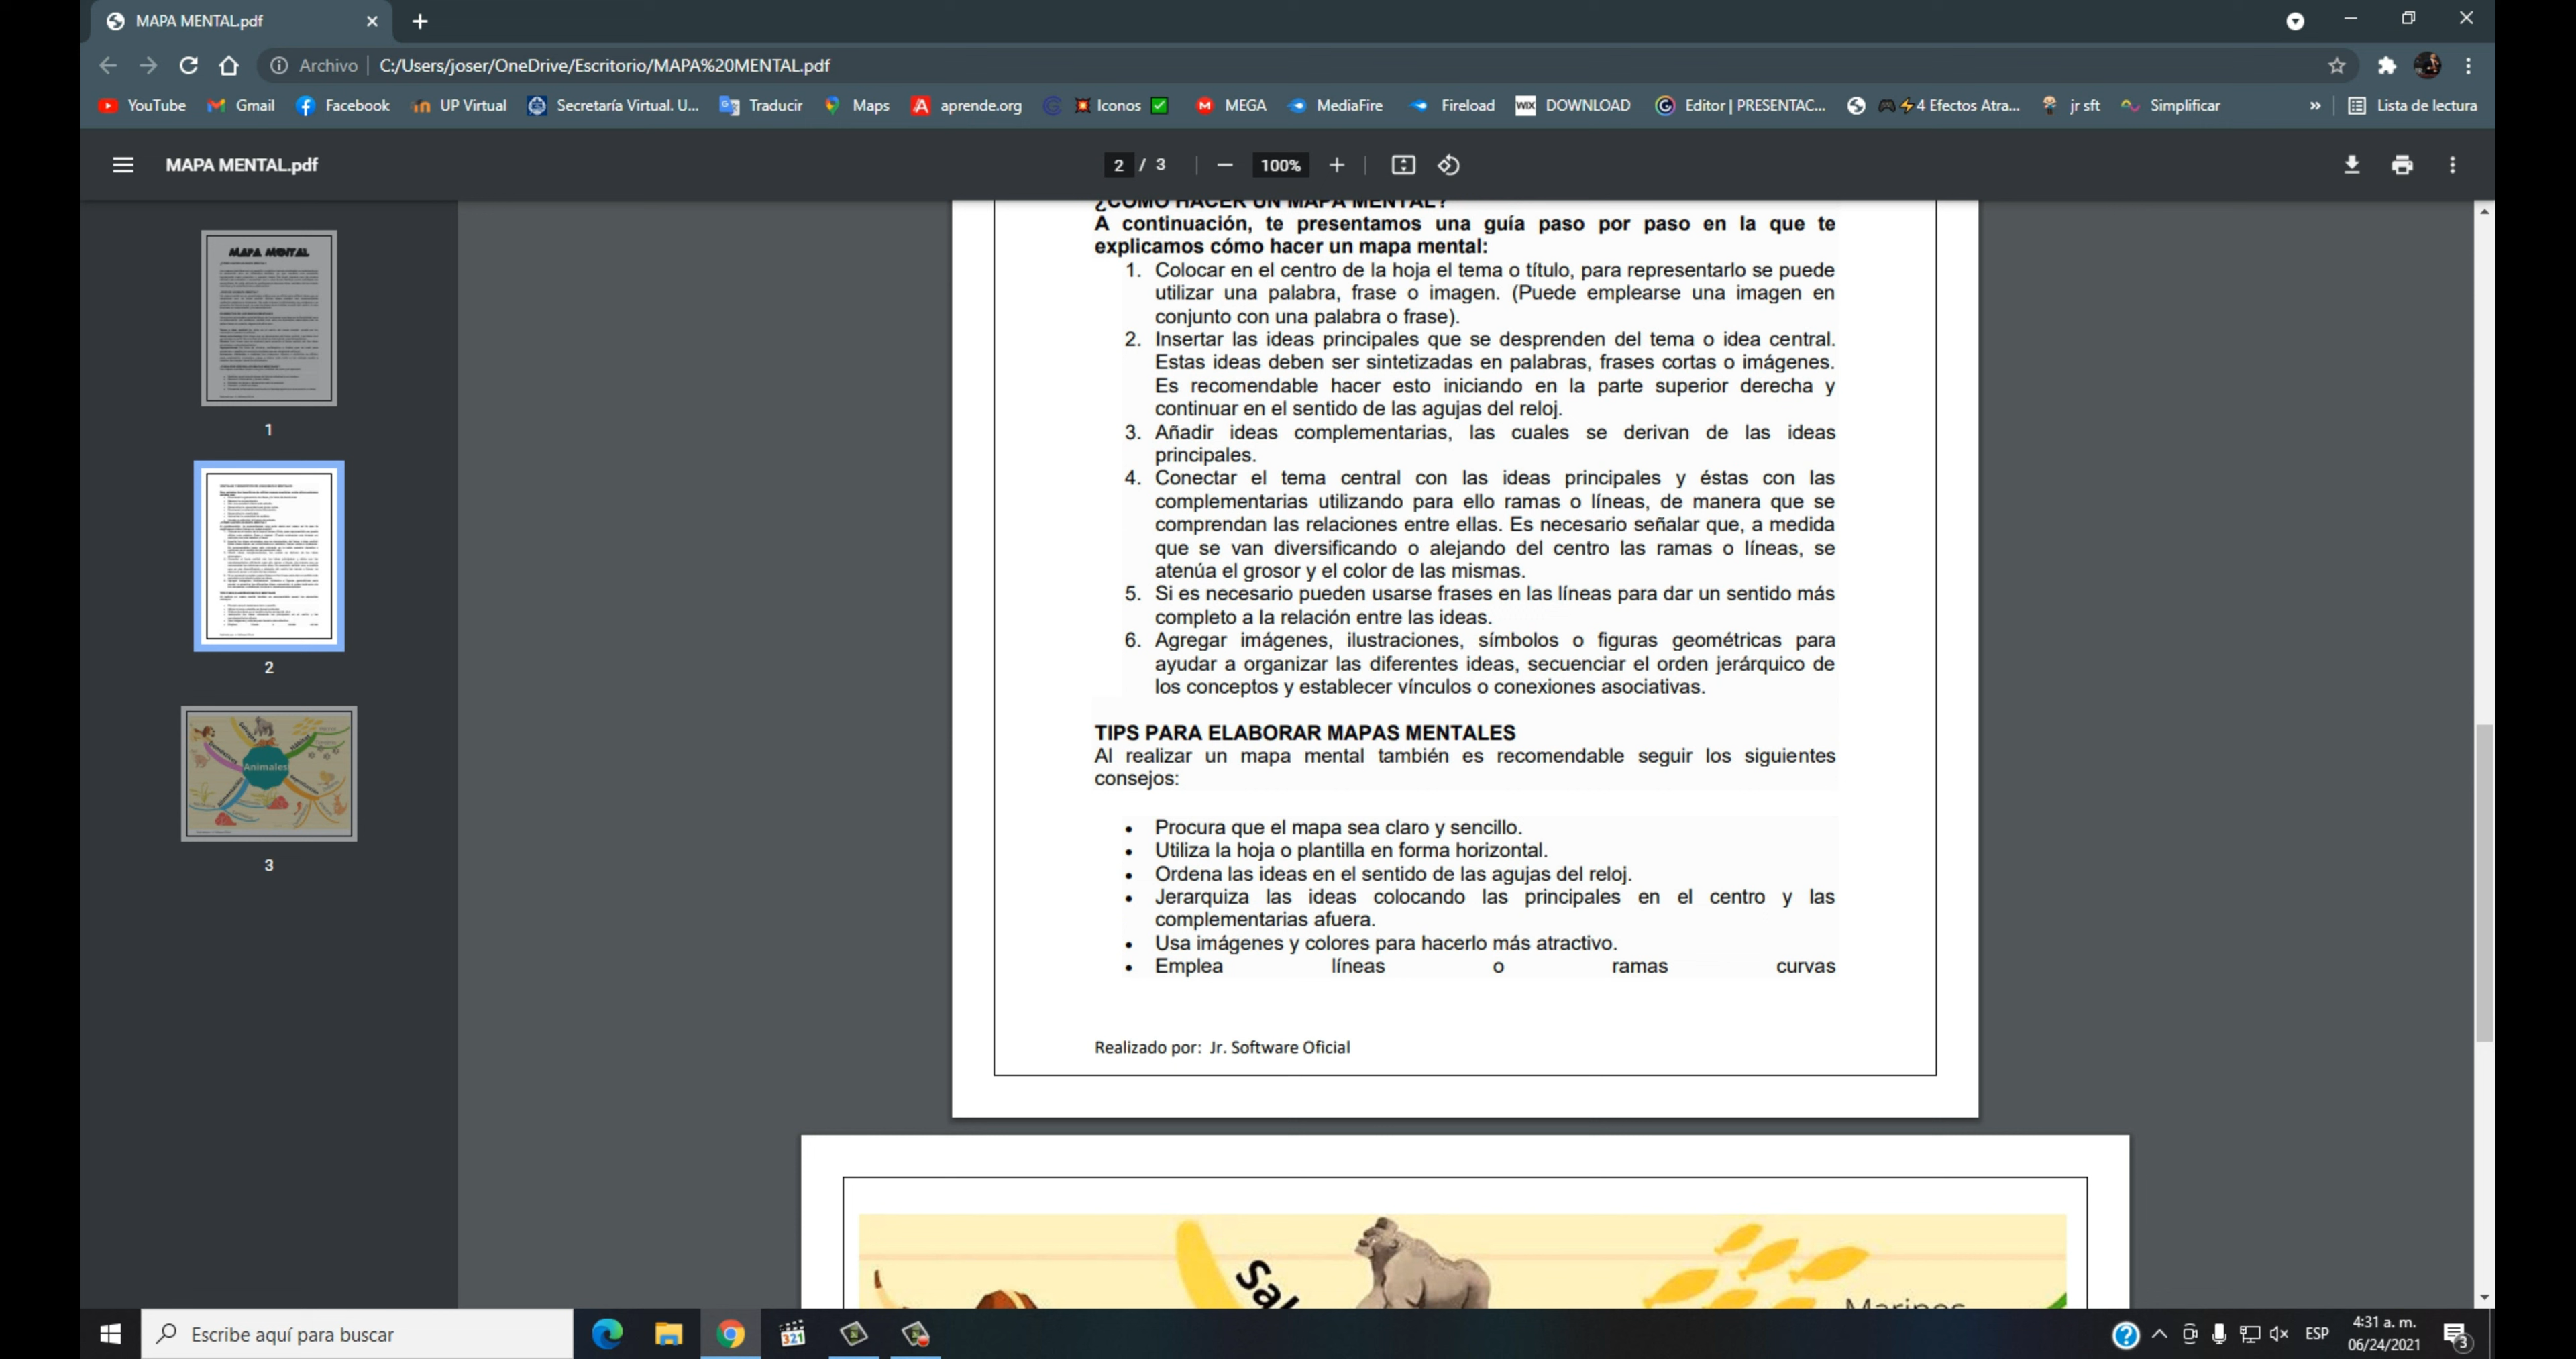 MAPA MENTAL.pdf
Archivo C:/Users/joser/OneDrive/Escritorio/MAPA%20MENTAL.pdf
YouTube Gmail Facebook UP Virtual Secretaría Virtual. U... Traducir Maps aprende.org Iconos MEGA MediaFire Fireload WIX DOWNLOAD Editor | PRESENTAC... 4 Efectos Atra... jr sft Simplificar » Lista de lectura
MAPA MENTAL.pdf 2 / 3 100%
MAPA MENTAL
1
2
Salvajes
Animales
3
¿CÓMO HACER UN MAPA MENTAL?
A continuación, te presentamos una guía paso por paso en la que te
explicamos cómo hacer un mapa mental:
1. Colocar en el centro de la hoja el tema o título, para representarlo se puede
utilizar una palabra, frase o imagen. (Puede emplearse una imagen en
conjunto con una palabra o frase).
2. Insertar las ideas principales que se desprenden del tema o idea central.
Estas ideas deben ser sintetizadas en palabras, frases cortas o imágenes.
Es recomendable hacer esto iniciando en la parte superior derecha y
continuar en el sentido de las agujas del reloj.
3. Añadir ideas complementarias, las cuales se derivan de las ideas
principales.
4. Conectar el tema central con las ideas principales y éstas con las
complementarias utilizando para ello ramas o líneas, de manera que se
comprendan las relaciones entre ellas. Es necesario señalar que, a medida
que se van diversificando o alejando del centro las ramas o líneas, se
atenúa el grosor y el color de las mismas.
5. Si es necesario pueden usarse frases en las líneas para dar un sentido más
completo a la relación entre las ideas.
6. Agregar imágenes, ilustraciones, símbolos o figuras geométricas para
ayudar a organizar las diferentes ideas, secuenciar el orden jerárquico de
los conceptos y establecer vínculos o conexiones asociativas.
TIPS PARA ELABORAR MAPAS MENTALES
Al realizar un mapa mental también es recomendable seguir los siguientes
consejos:
• Procura que el mapa sea claro y sencillo.
• Utiliza la hoja o plantilla en forma horizontal.
• Ordena las ideas en el sentido de las agujas del reloj.
• Jerarquiza las ideas colocando las principales en el centro y las
complementarias afuera.
• Usa imágenes y colores para hacerlo más atractivo.
• Emplea líneas o ramas curvas
Realizado por: Jr. Software Oficial
Sal
Marinos
Escribe aquí para buscar
321
ESP
4:31 a. m.
06/24/2021
3